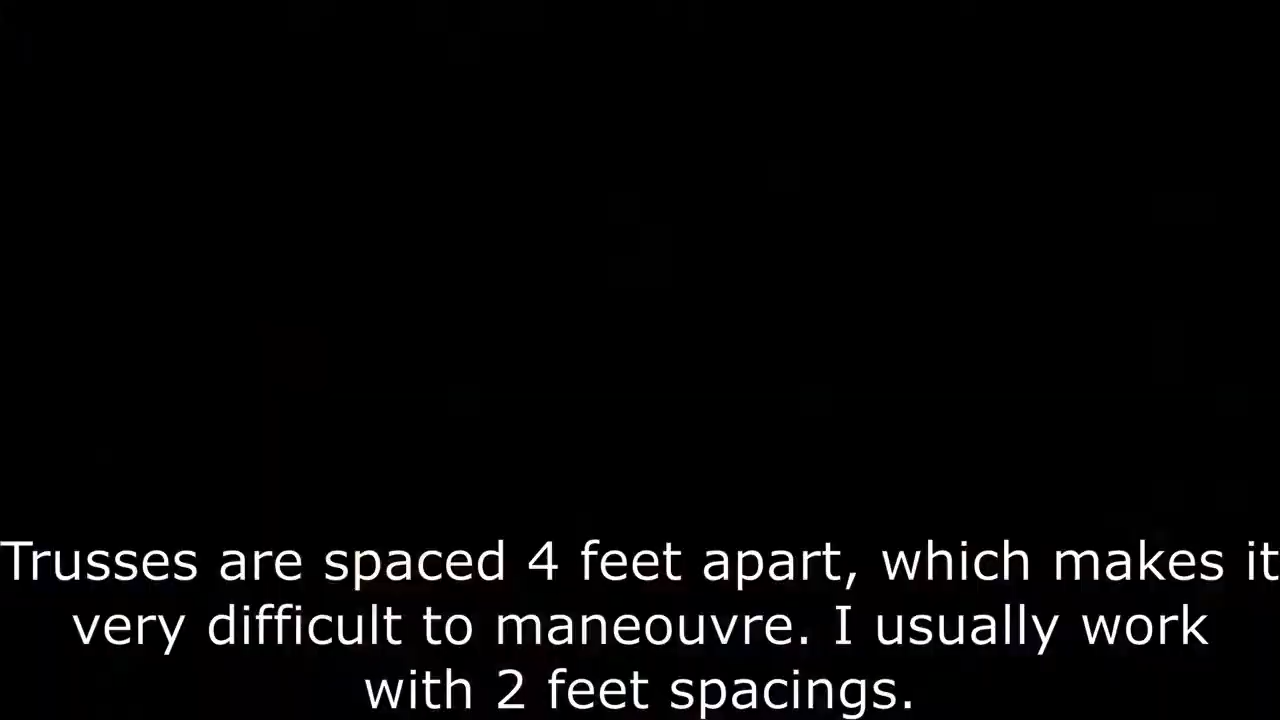 Trusses are spaced 4 feet apart, which makes it
very difficult to maneouvre. I usually work
with 2 feet spacings.